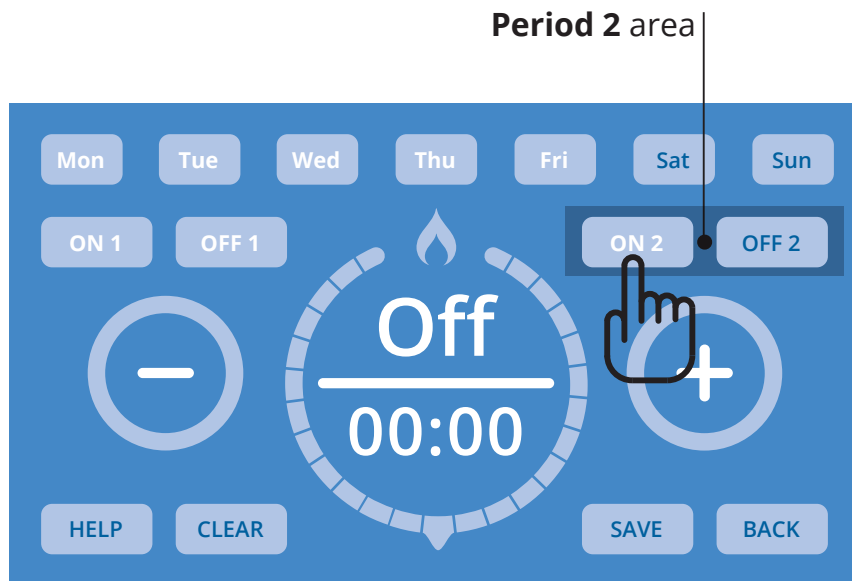 Period 2 area
Mon Tue Wed Thu Fri Sat Sun
ON 1 OFF 1 ON 2 OFF 2
Off
00:00
HELP CLEAR SAVE BACK